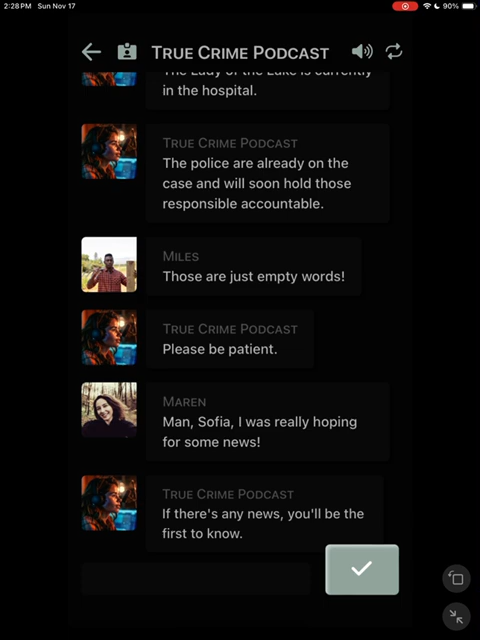 2:28 PM Sun Nov 17
90%
TRUE CRIME PODCAST
The Lady of the Lake is currently
in the hospital.
TRUE CRIME PODCAST
The police are already on the
case and will soon hold those
responsible accountable.
MILES
Those are just empty words!
TRUE CRIME PODCAST
Please be patient.
MAREN
Man, Sofia, I was really hoping
for some news!
TRUE CRIME PODCAST
If there's any news, you'll be the
first to know.